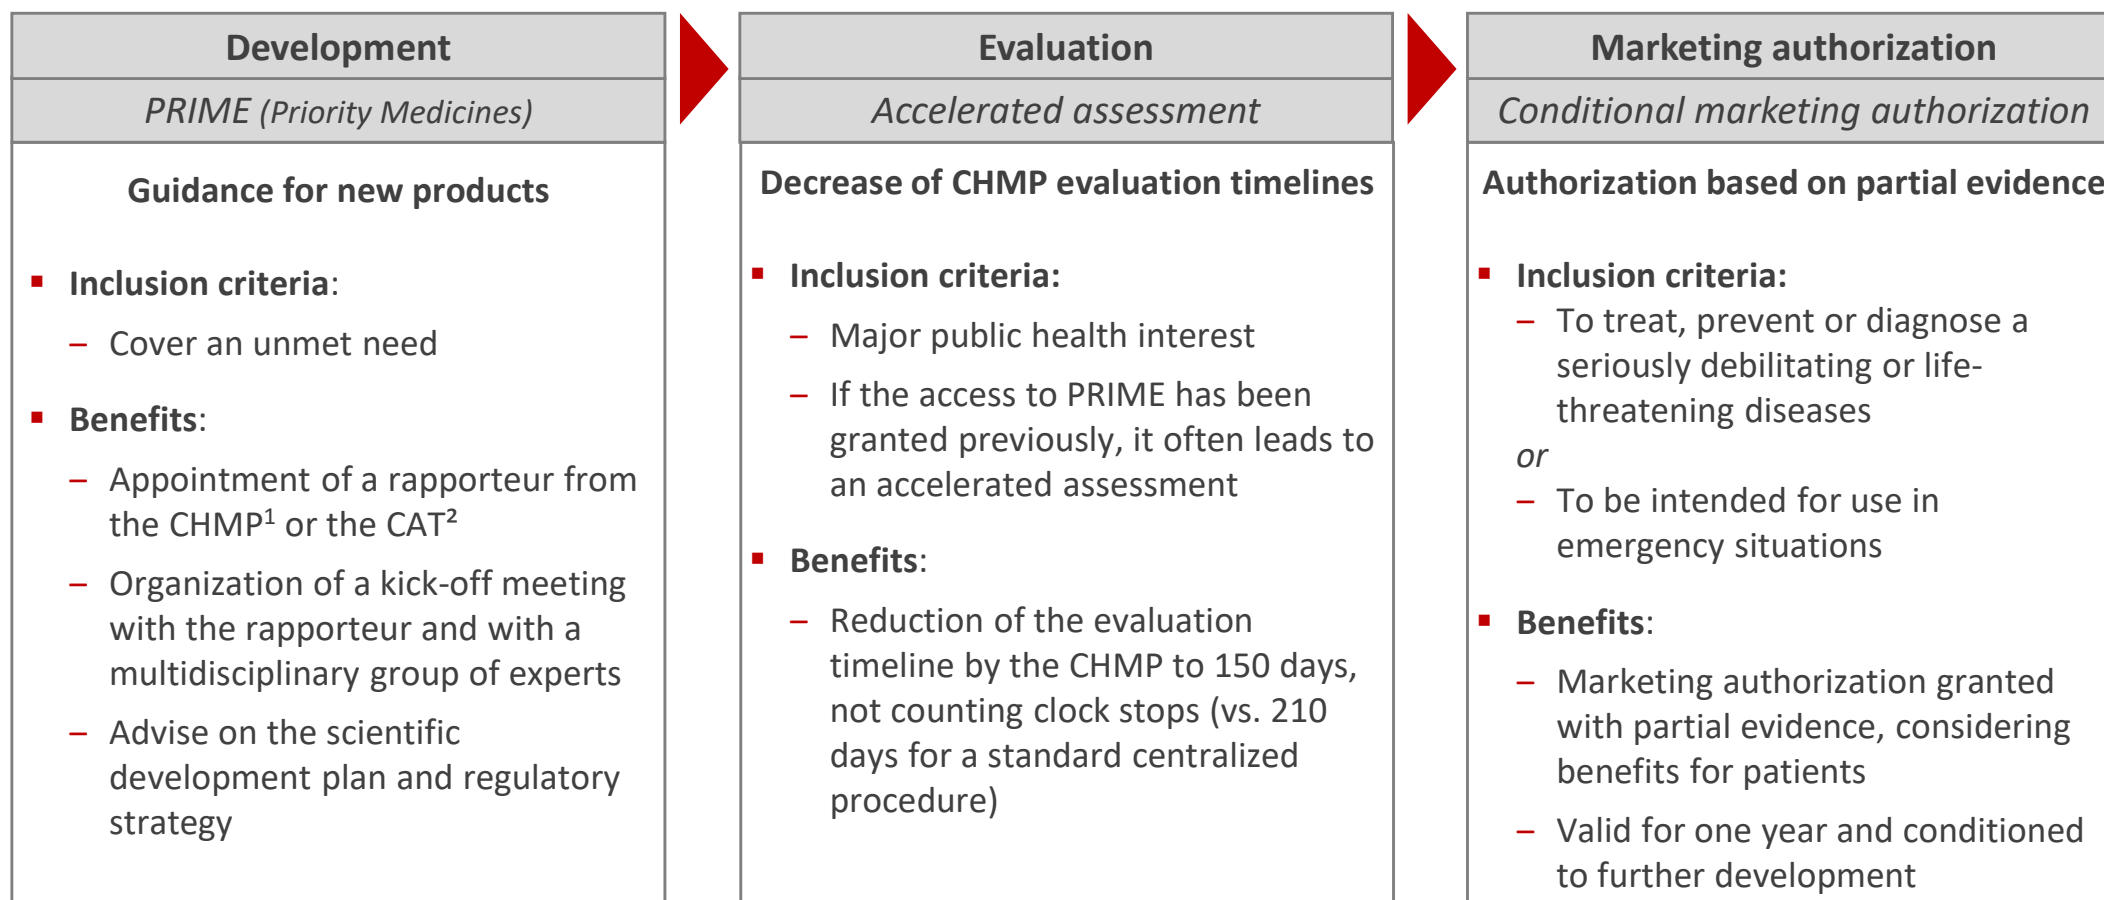 Development
PRIME (Priority Medicines)
Guidance for new products
▪ Inclusion criteria:
– Cover an unmet need
▪ Benefits:
– Appointment of a rapporteur from
the CHMP¹ or the CAT²
– Organization of a kick-off meeting
with the rapporteur and with a
multidisciplinary group of experts
– Advise on the scientific
development plan and regulatory
strategy
Evaluation
Accelerated assessment
Decrease of CHMP evaluation timelines
▪ Inclusion criteria:
– Major public health interest
– If the access to PRIME has been
granted previously, it often leads to
an accelerated assessment
▪ Benefits:
– Reduction of the evaluation
timeline by the CHMP to 150 days,
not counting clock stops (vs. 210
days for a standard centralized
procedure)
Marketing authorization
Conditional marketing authorization
Authorization based on partial evidence
▪ Inclusion criteria:
– To treat, prevent or diagnose a
seriously debilitating or life-
threatening diseases
or
– To be intended for use in
emergency situations
▪ Benefits:
– Marketing authorization granted
with partial evidence, considering
benefits for patients
– Valid for one year and conditioned
to further development